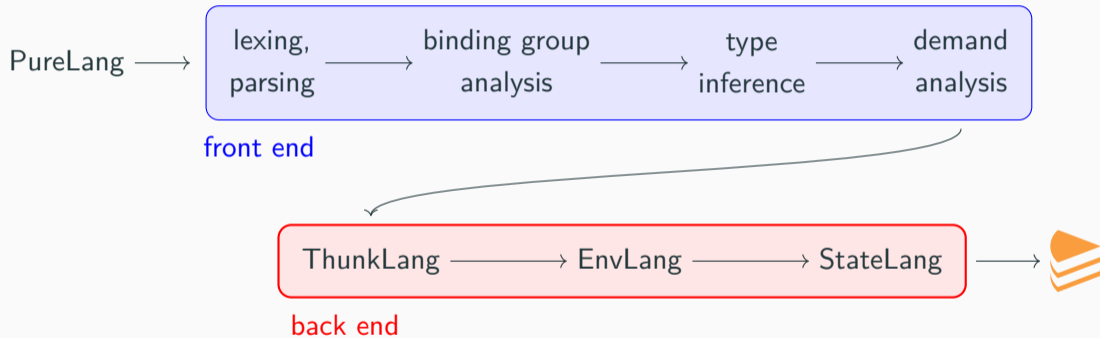 PureLang
lexing,
parsing
binding group
analysis
type
inference
demand
analysis
front end
ThunkLang
EnvLang
StateLang
back end